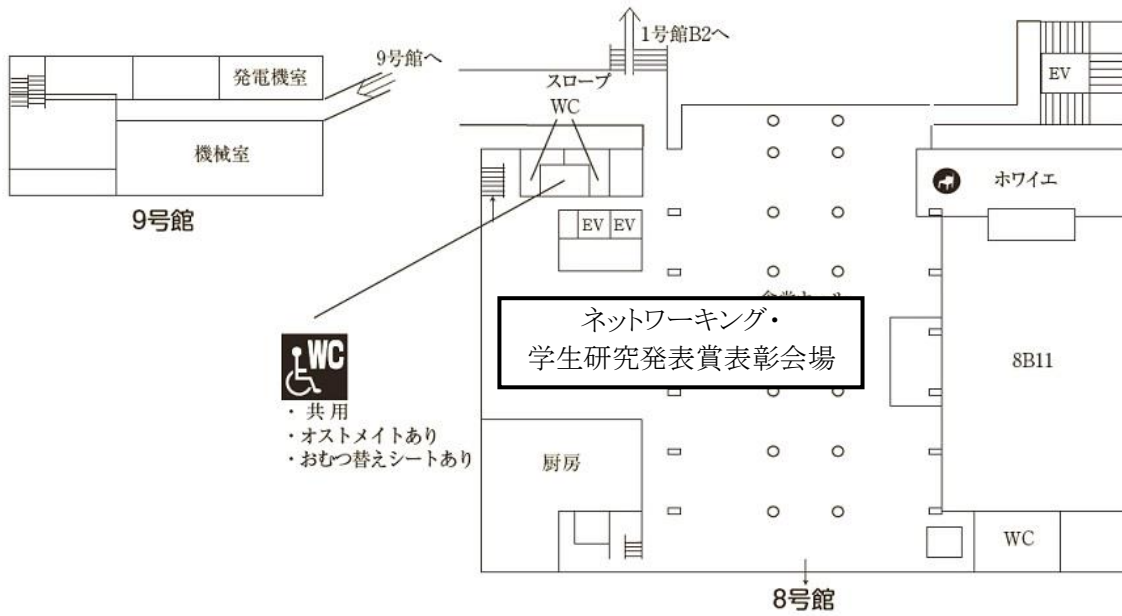 1号館B2へ
9号館へ
スロープ
WC
発電機室
機械室
9号館
EV
ホワイエ
EV EV
ネットワーキング・
学生研究発表賞表彰会場
8B11
WC
・ 共 用
・オストメイトあり
・おむつ替えシートあり
厨房
WC
8号館